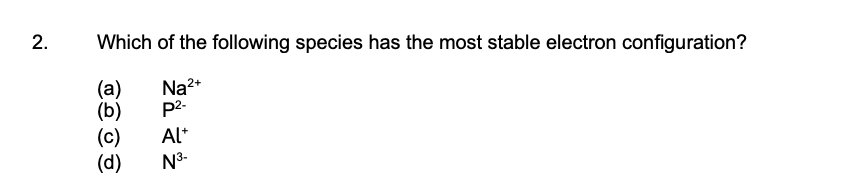 2. Which of the following species has the most stable electron configuration?
(a) Na²⁺
(b) P²⁻
(c) Al⁺
(d) N³⁻